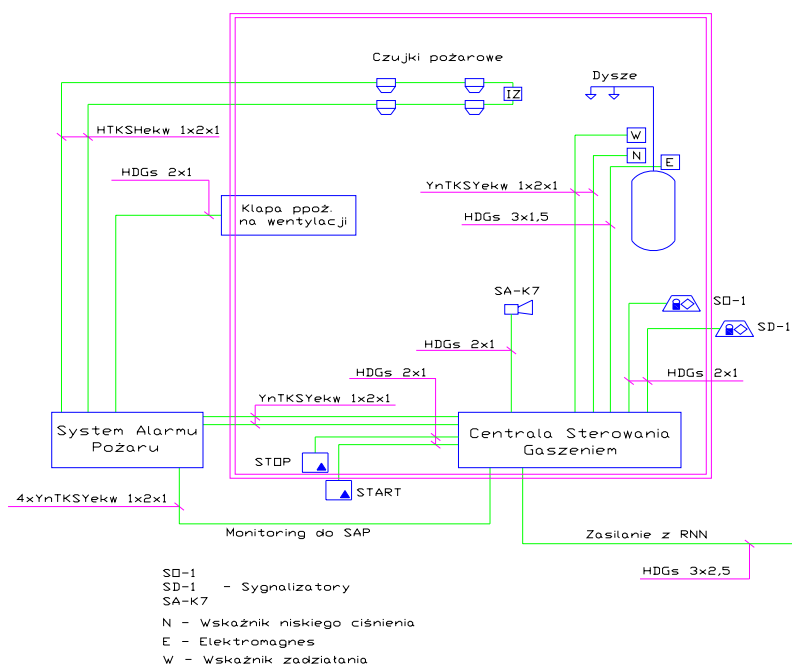 Czujki pożarowe
Dysze
IZ
HTKSHekw 1x2x1
W
N
E
HDGs 2x1
YnTKSYekw 1x2x1
Klapa ppoż.
na wentylacji
HDGs 3x1,5
SA-K7
SO-1
SD-1
HDGs 2x1
HDGs 2x1
HDGs 2x1
YnTKSYekw 1x2x1
System Alarmu
Pożaru
Centrala Sterowania
Gaszeniem
STOP
START
4xYnTKSYekw 1x2x1
Monitoring do SAP
Zasilanie z RNN
HDGs 3x2,5
SO-1
SD-1 - Sygnalizatory
SA-K7
N - Wskaźnik niskiego ciśnienia
E - Elektromagnes
W - Wskaźnik zadziałania